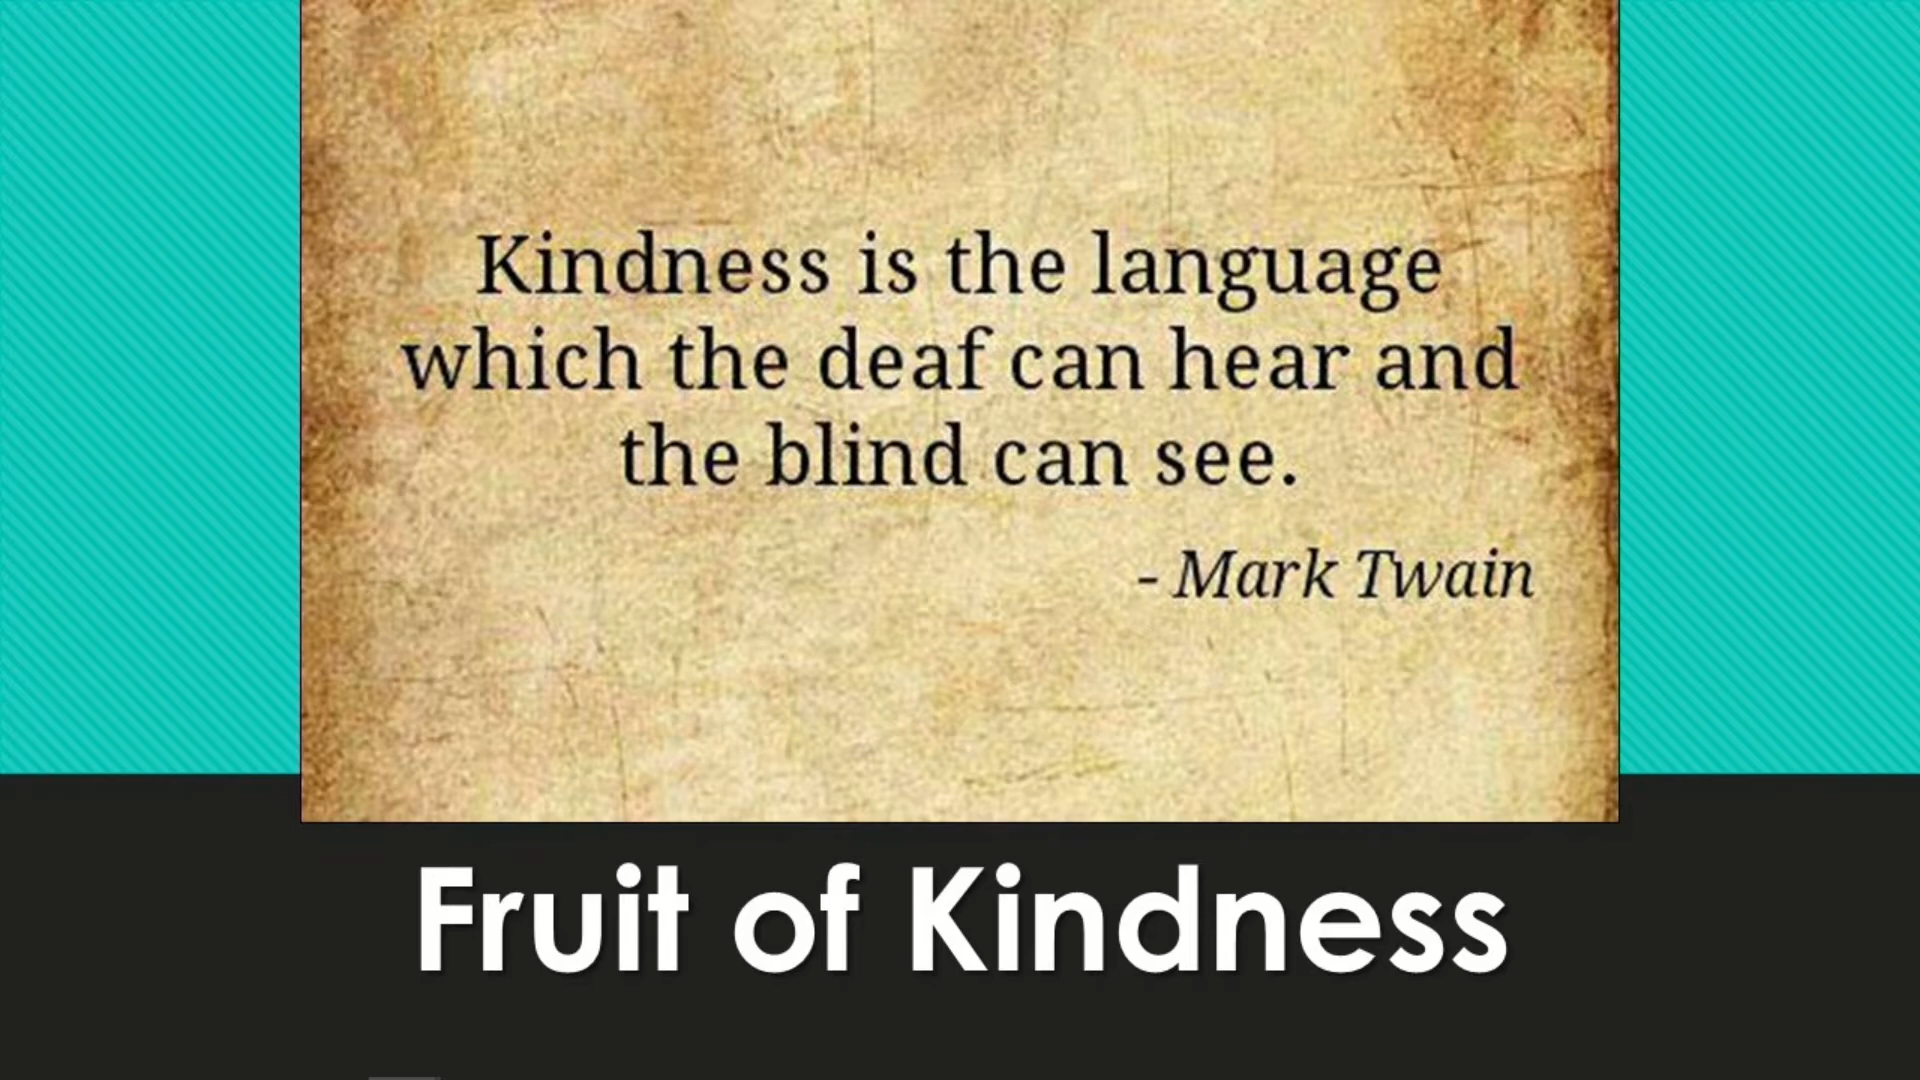 Kindness is the language
which the deaf can hear and
the blind can see.
- Mark Twain
Fruit of Kindness